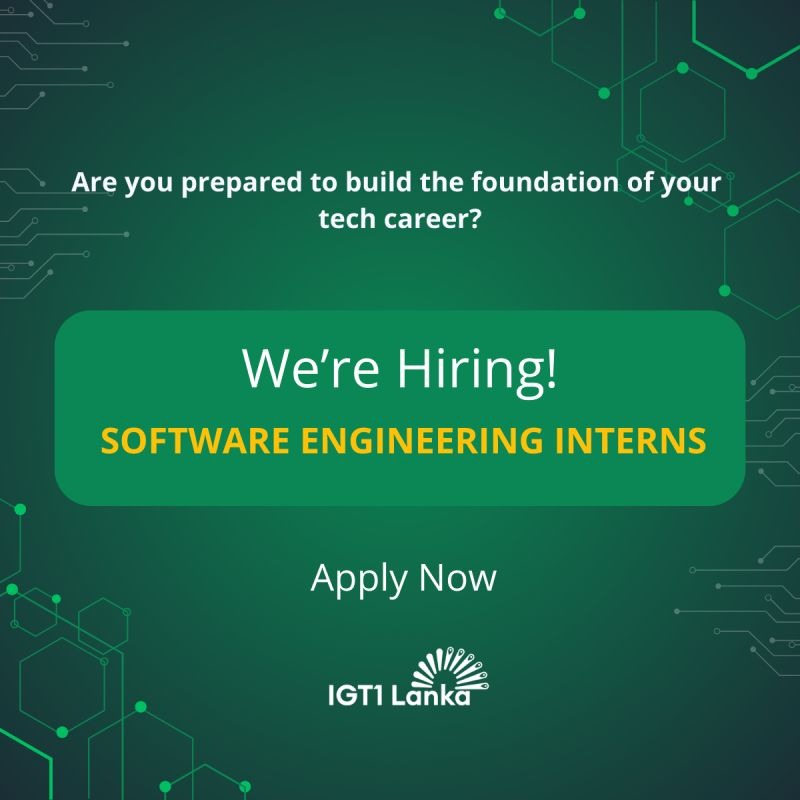 Are you prepared to build the foundation of your
tech career?
We’re Hiring!
SOFTWARE ENGINEERING INTERNS
Apply Now
IGT1 Lanka